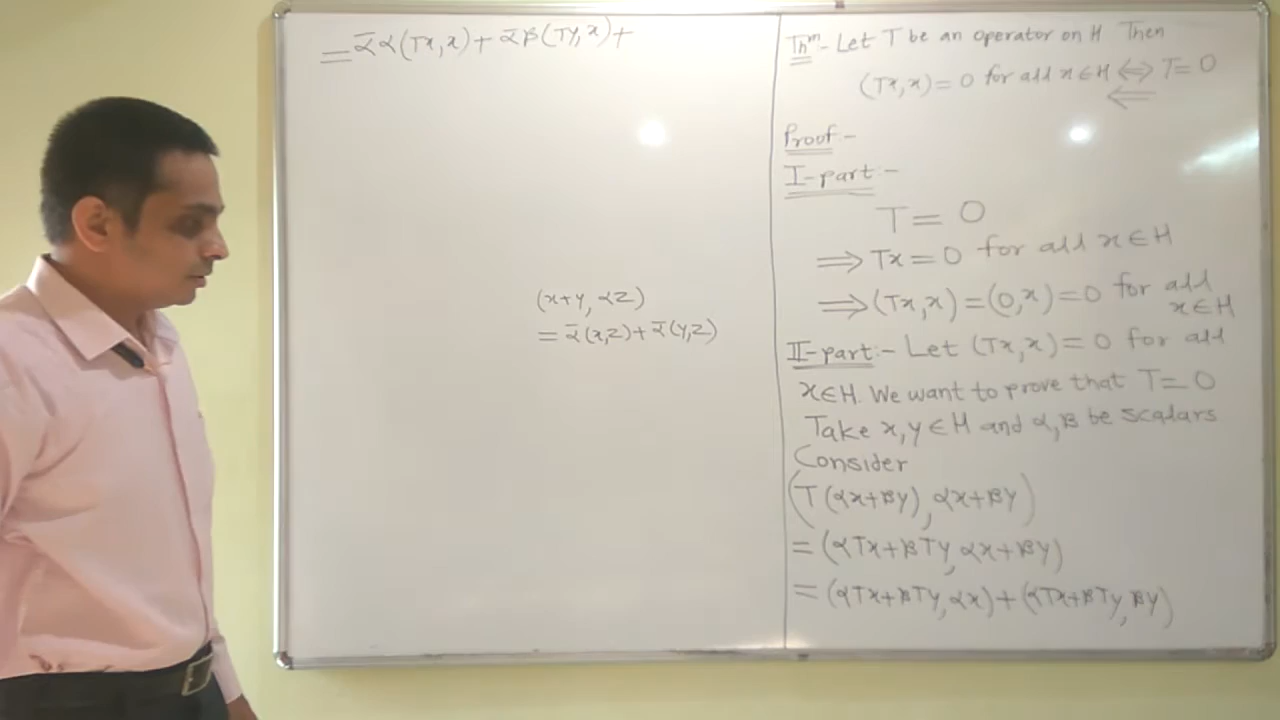 = ᾱα(Tx,x) + ᾱβ(Ty,x)+
(x+y, αz)
= ᾱ(x,z) + ᾱ(y,z)
Thm- Let T be an operator on H Then
(Tx,x) = 0 for all x∈H ⟺ T=0
⟸
Proof:-
I-part:-
T = 0
⟹ Tx = 0 for all x∈H
⟹ (Tx,x) = (0,x) = 0 for all
x∈H
II-part:- Let (Tx,x) = 0 for all
x∈H. We want to prove that T=0
Take x,y∈H and α,β be scalars
Consider
(T(αx+βy), αx+βy)
= (αTx+βTy, αx+βy)
= (αTx+βTy, αx) + (αTx+βTy, βy)